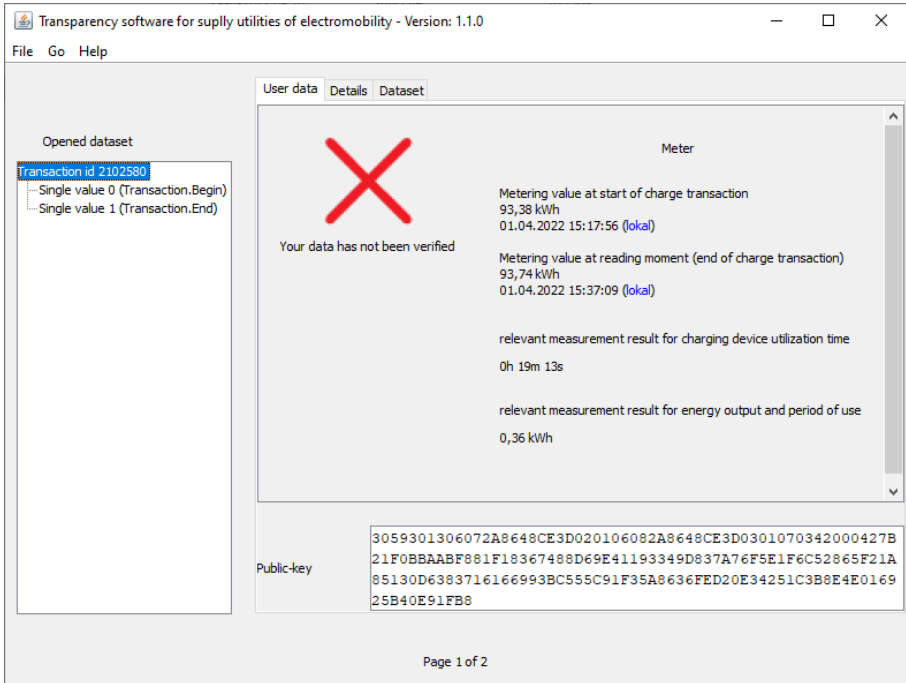 Transparency software for suplly utilities of electromobility - Version: 1.1.0
File Go Help
User data Details Dataset
Opened dataset
Transaction id 2102580
Single value 0 (Transaction.Begin)
Single value 1 (Transaction.End)
Your data has not been verified
Meter
Metering value at start of charge transaction
93,38 kWh
01.04.2022 15:17:56 (lokal)
Metering value at reading moment (end of charge transaction)
93,74 kWh
01.04.2022 15:37:09 (lokal)
relevant measurement result for charging device utilization time
0h 19m 13s
relevant measurement result for energy output and period of use
0,36 kWh
Public-key
3059301306072A8648CE3D020106082A8648CE3D0301070342000427B
21F0BBAABF881F18367488D69E41193349D837A76F5E1F6C52865F21A
85130D6383716166993BC555C91F35A8636FED20E34251C3B8E4E0169
25B40E91FB8
Page 1 of 2